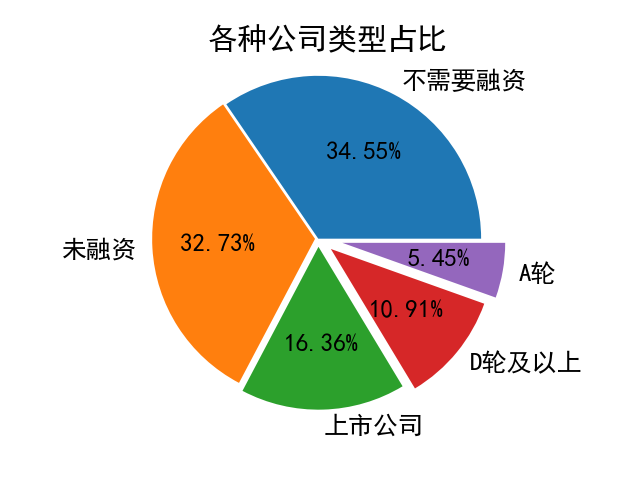 各种公司类型占比
不需要融资
34.55%
未融资
32.73%
5.45%
A轮
10.91%
16.36%
D轮及以上
上市公司